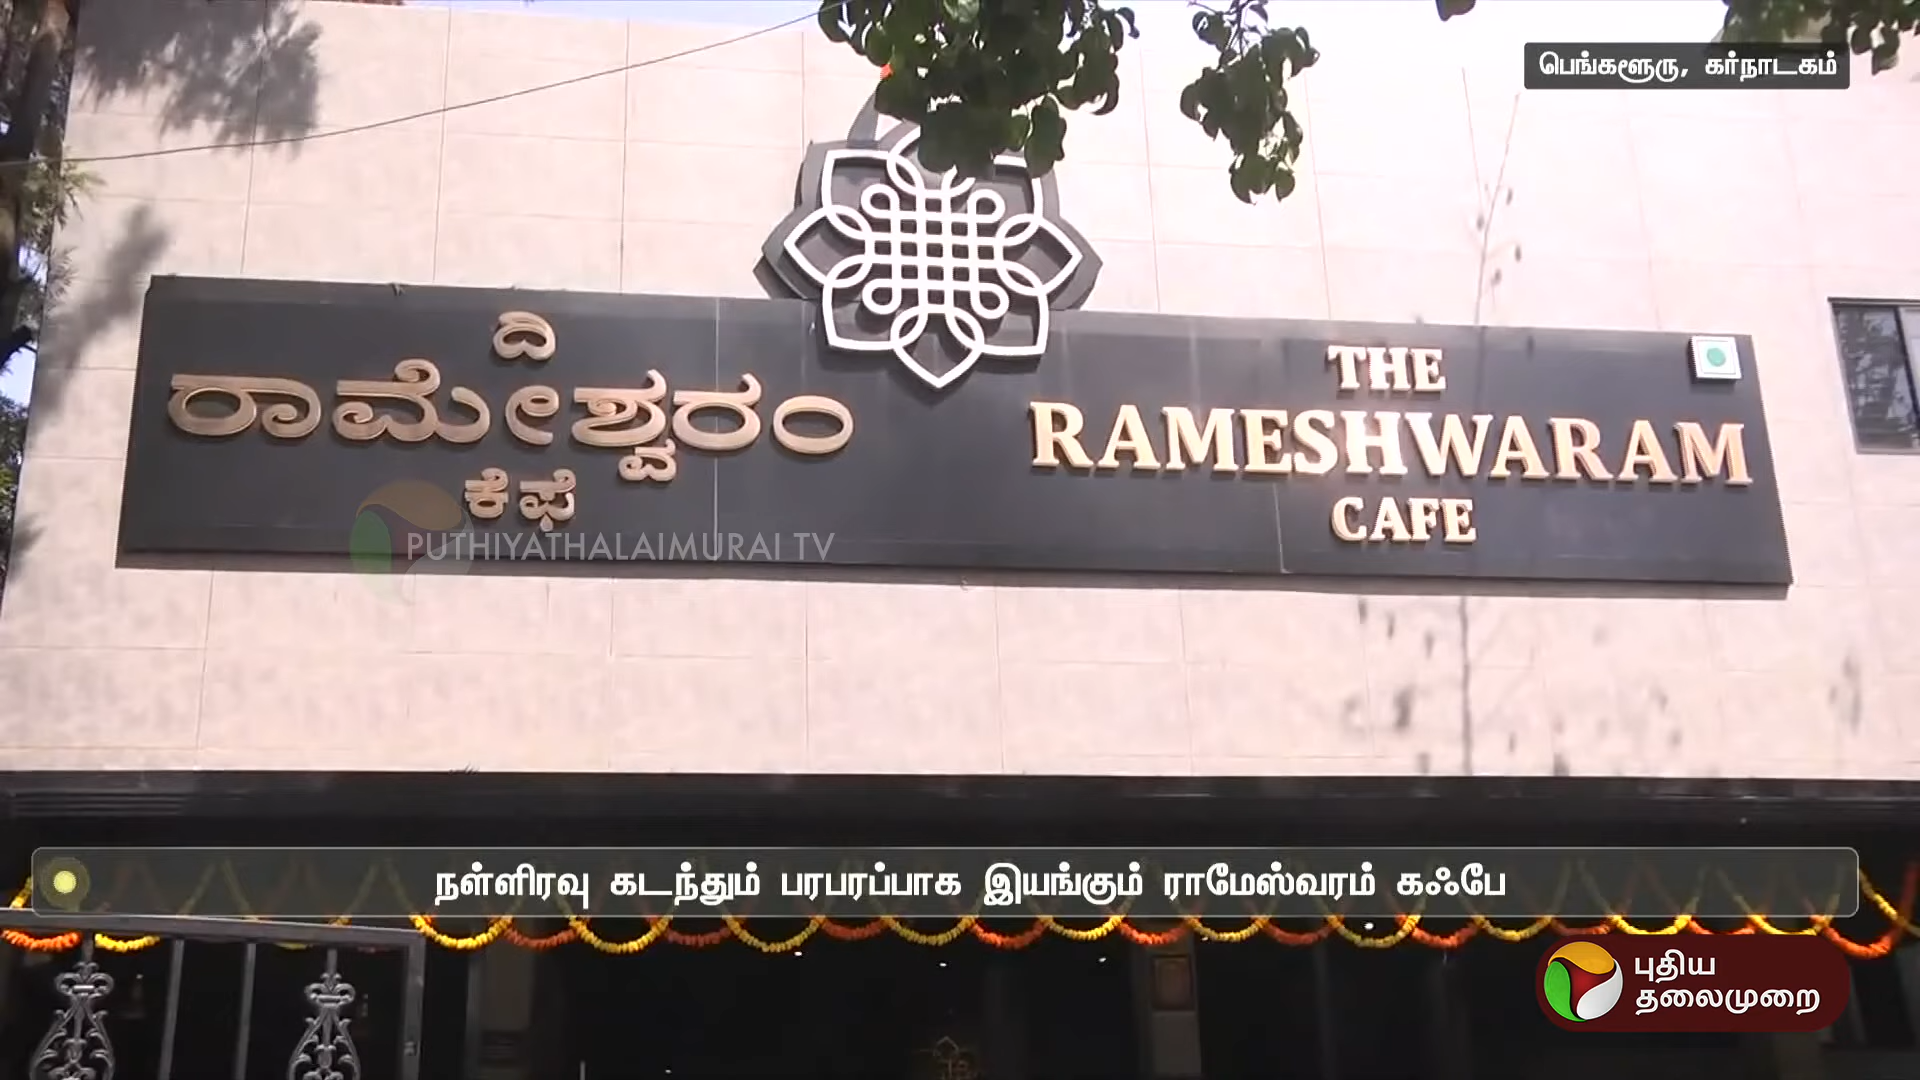 பெங்களூரு, கர்நாடகம்
ದಿ
ರಾಮೇಶ್ವರಂ
ಕೆಫೆ
THE
RAMESHWARAM
CAFE
PUTHIYATHALAIMURAI TV
நள்ளிரவு கடந்தும் பரபரப்பாக இயங்கும் ராமேஸ்வரம் கஃபே
புதிய
தலைமுறை